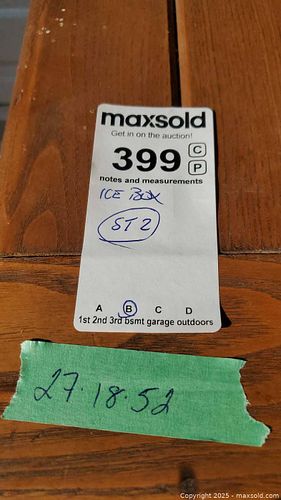 maxsold
Get in on the auction!
399 C
P
notes and measurements
ICE BOX
ST 2
A B C D
1st 2nd 3rd bsmt garage outdoors
27.18.52
Copyright © 2025 - maxsold.com